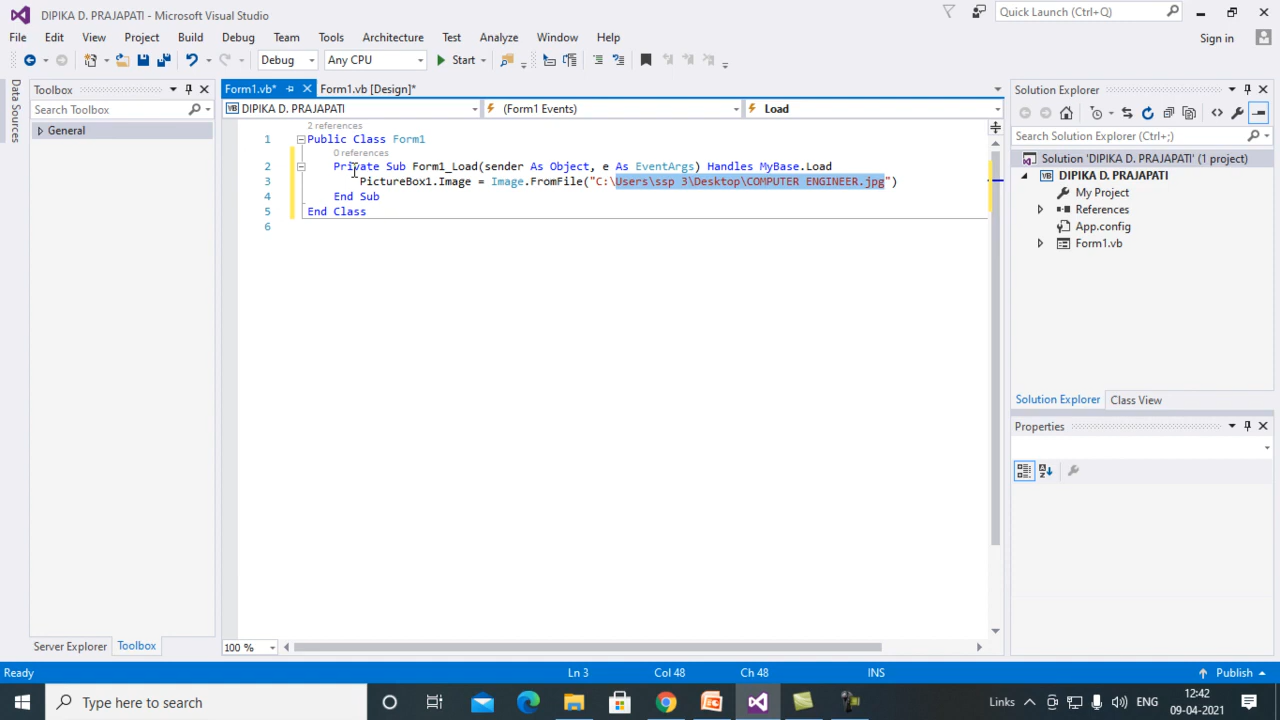 DIPIKA D. PRAJAPATI - Microsoft Visual Studio
Quick Launch (Ctrl+Q)
File Edit View Project Build Debug Team Tools Architecture Test Analyze Window Help
Sign in
Debug Any CPU Start
Data Sources
Toolbox
Search Toolbox
General
Form1.vb* Form1.vb [Design]*
VB DIPIKA D. PRAJAPATI (Form1 Events) Load
2 references
1 Public Class Form1
0 references
2 Private Sub Form1_Load(sender As Object, e As EventArgs) Handles MyBase.Load
3 PictureBox1.Image = Image.FromFile("C:\Users\ssp 3\Desktop\COMPUTER ENGINEER.jpg")
4 End Sub
5 End Class
6
Solution Explorer
Search Solution Explorer (Ctrl+;)
Solution 'DIPIKA D. PRAJAPATI' (1 project)
VB DIPIKA D. PRAJAPATI
My Project
References
App.config
Form1.vb
Solution Explorer Class View
Properties
100 %
Server Explorer Toolbox
Ready Ln 3 Col 48 Ch 48 INS Publish
Type here to search
Links ENG 12:42
09-04-2021